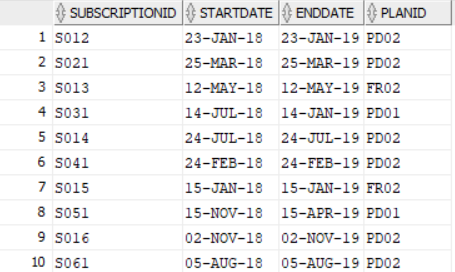 SUBSCRIPTIONID STARTDATE ENDDATE PLANID
1 S012 23-JAN-18 23-JAN-19 PD02
2 S021 25-MAR-18 25-MAR-19 PD02
3 S013 12-MAY-18 12-MAY-19 FR02
4 S031 14-JUL-18 14-JAN-19 PD01
5 S014 24-JUL-18 24-JUL-19 PD02
6 S041 24-FEB-18 24-FEB-19 PD02
7 S015 15-JAN-18 15-JAN-19 FR02
8 S051 15-NOV-18 15-APR-19 PD01
9 S016 02-NOV-18 02-NOV-19 PD02
10 S061 05-AUG-18 05-AUG-19 PD02